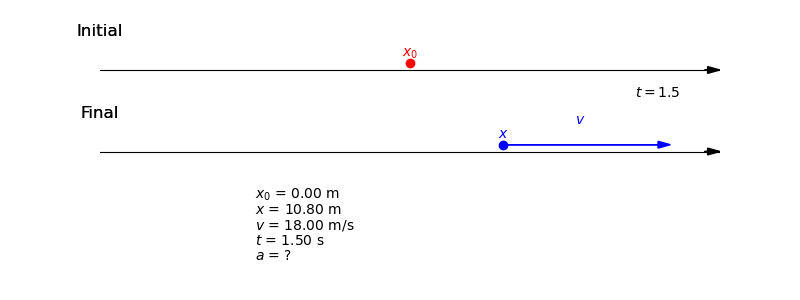 Initial
x₀
t = 1.5
Final
v
x
x₀ = 0.00 m
x = 10.80 m
v = 18.00 m/s
t = 1.50 s
a = ?